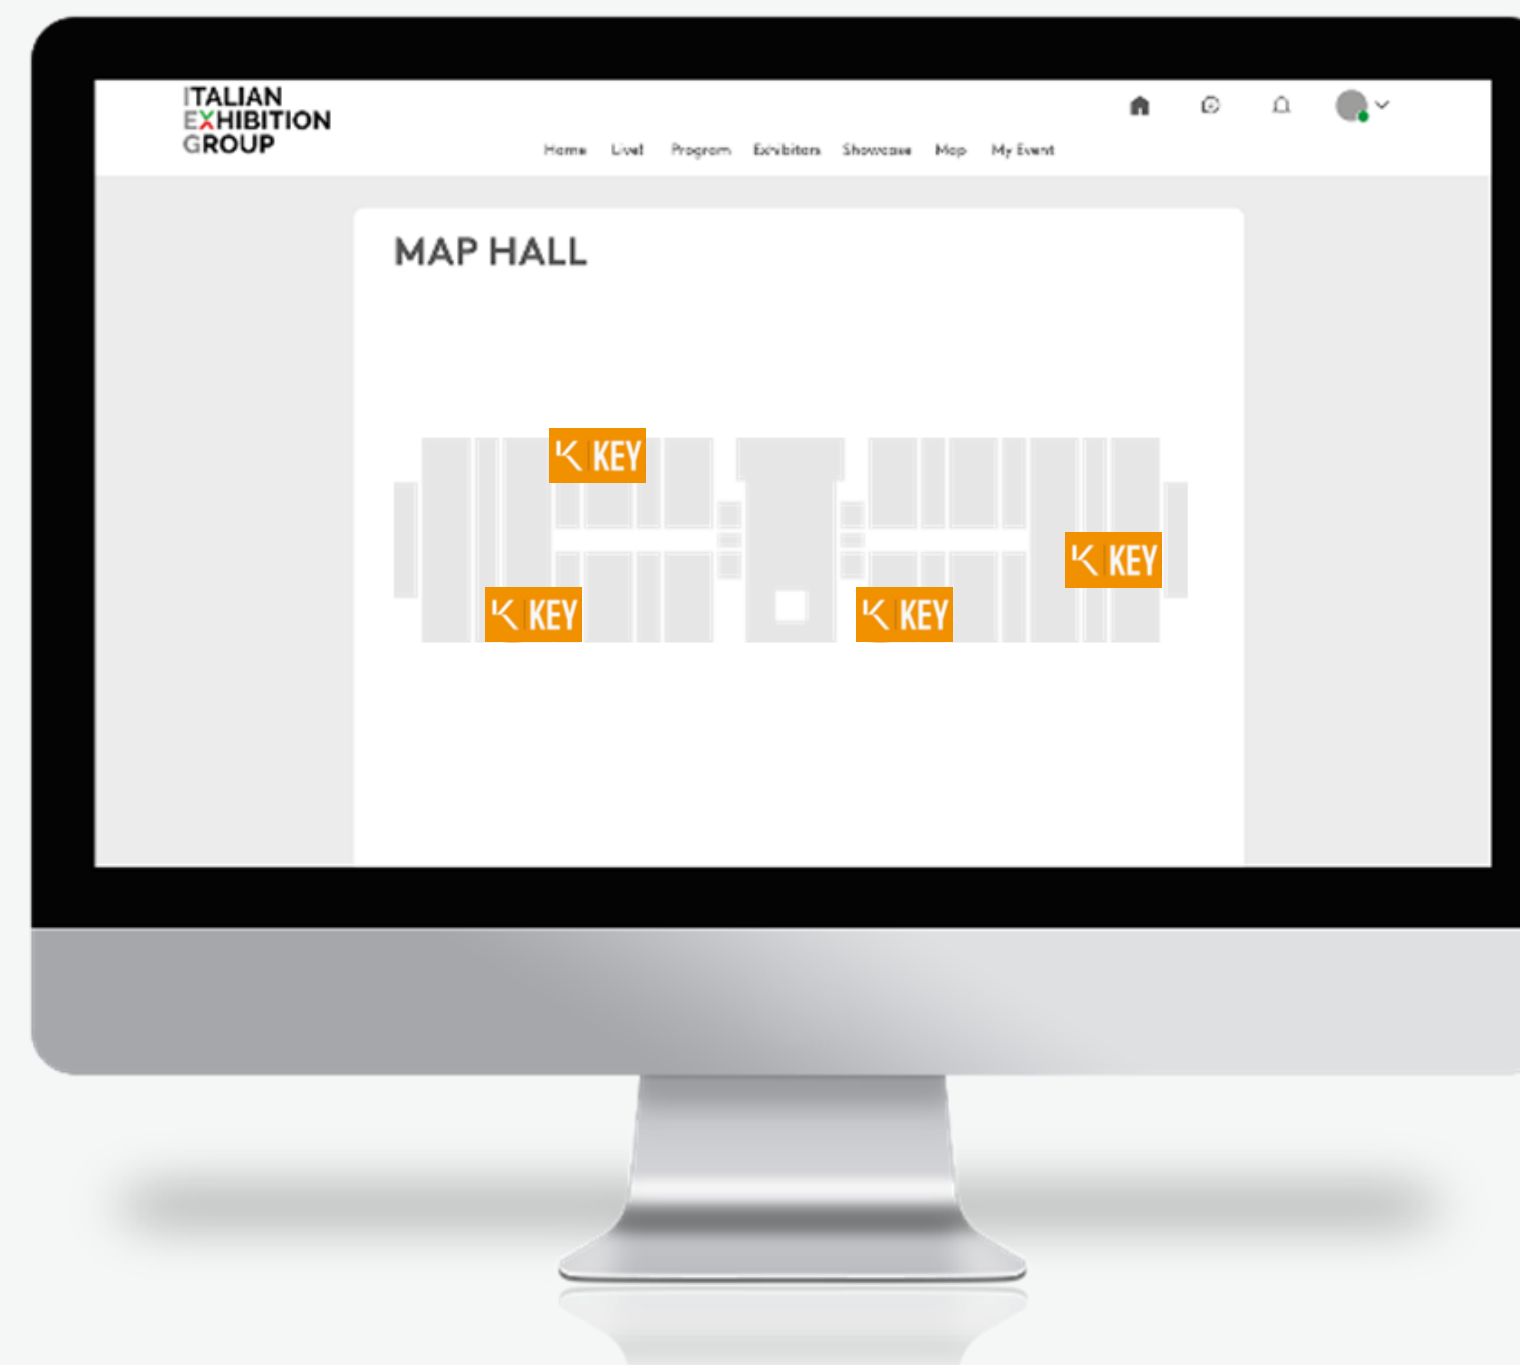 ITALIAN
EXHIBITION
GROUP
Home Live! Program Exhibitors Showcase Map My Event
MAP HALL
KEY
KEY
KEY
KEY